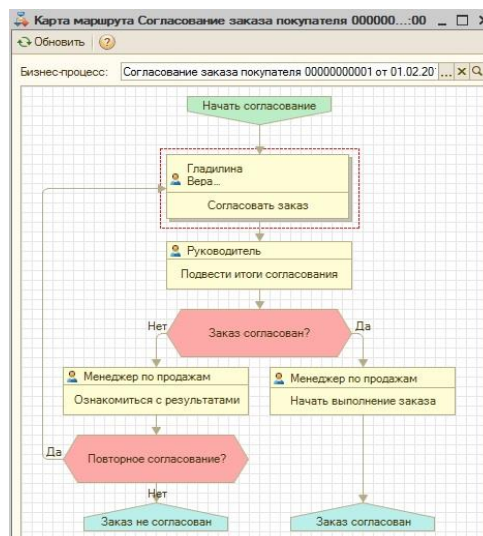 Карта маршрута Согласование заказа покупателя 000000...:00
Обновить
Бизнес-процесс: Согласование заказа покупателя 00000000001 от 01.02.20 ...
Начать согласование
Гладилина
Вера...
Согласовать заказ
Руководитель
Подвести итоги согласования
Нет
Заказ согласован?
Да
Менеджер по продажам
Менеджер по продажам
Ознакомиться с результатами
Начать выполнение заказа
Да
Повторное согласование?
Нет
Заказ не согласован
Заказ согласован